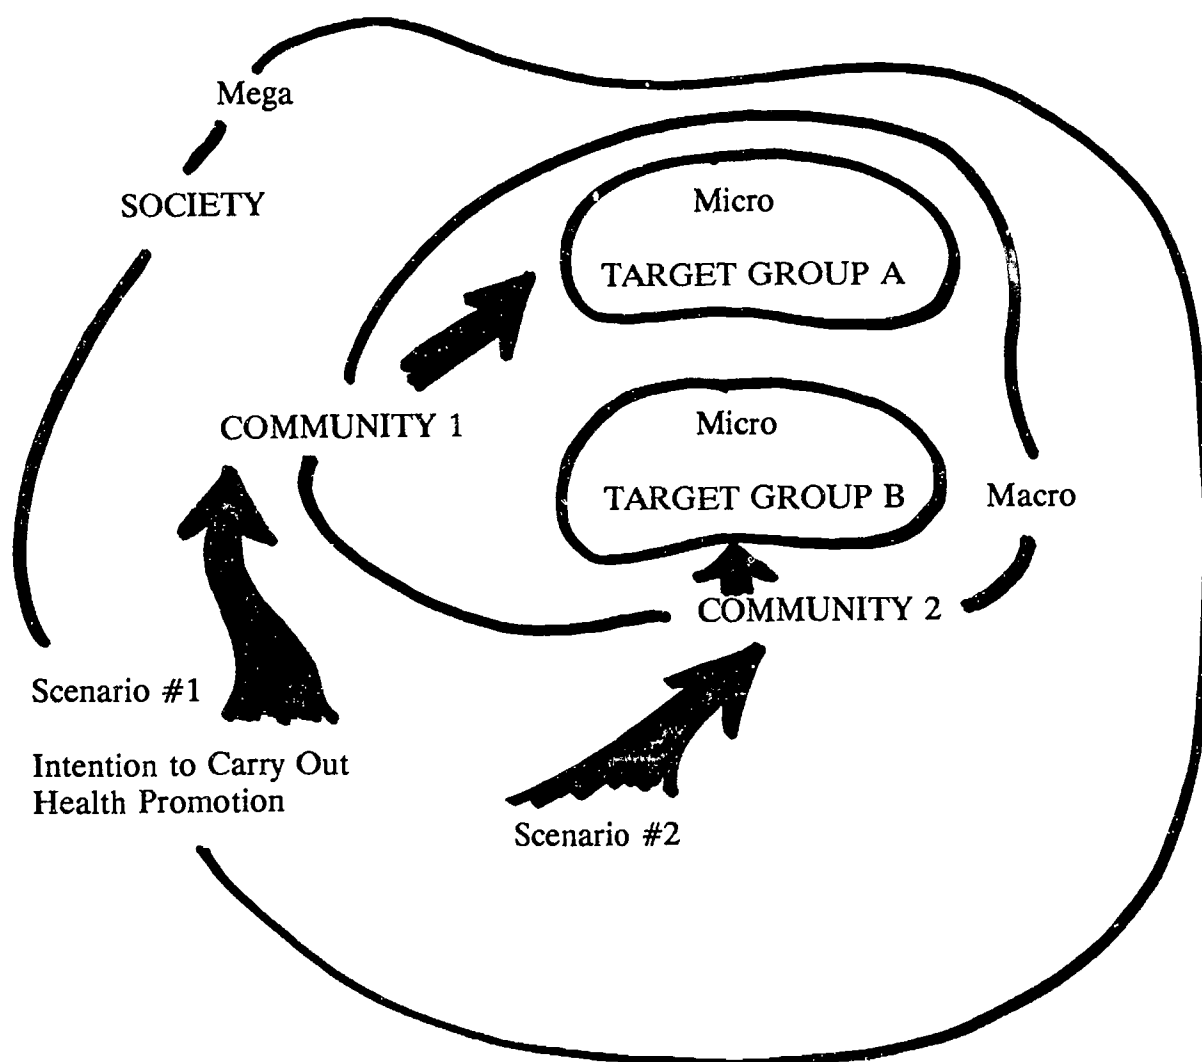 Mega
SOCIETY
Micro
TARGET GROUP A
COMMUNITY 1
Micro
TARGET GROUP B
Macro
COMMUNITY 2
Scenario #1
Intention to Carry Out
Health Promotion
Scenario #2